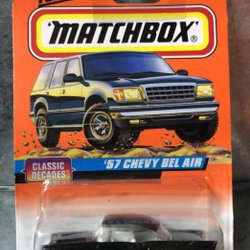 MATCHBOX®
CLASSIC
DECADES
'57 CHEVY BEL AIR